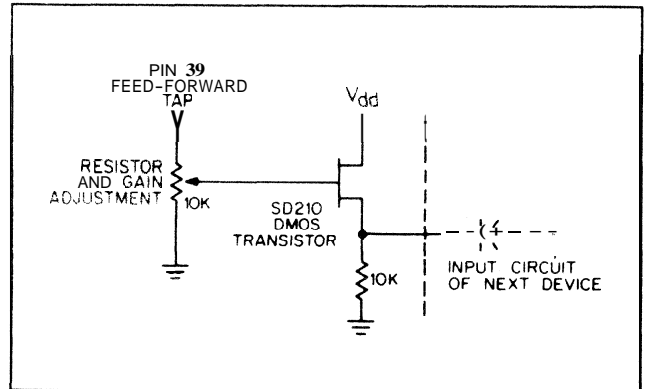 PIN 39
FEED-FORWARD
TAP
Vdd
RESISTOR
AND GAIN
ADJUSTMENT
10K
SD210
DMOS
TRANSISTOR
10K
INPUT CIRCUIT
OF NEXT DEVICE